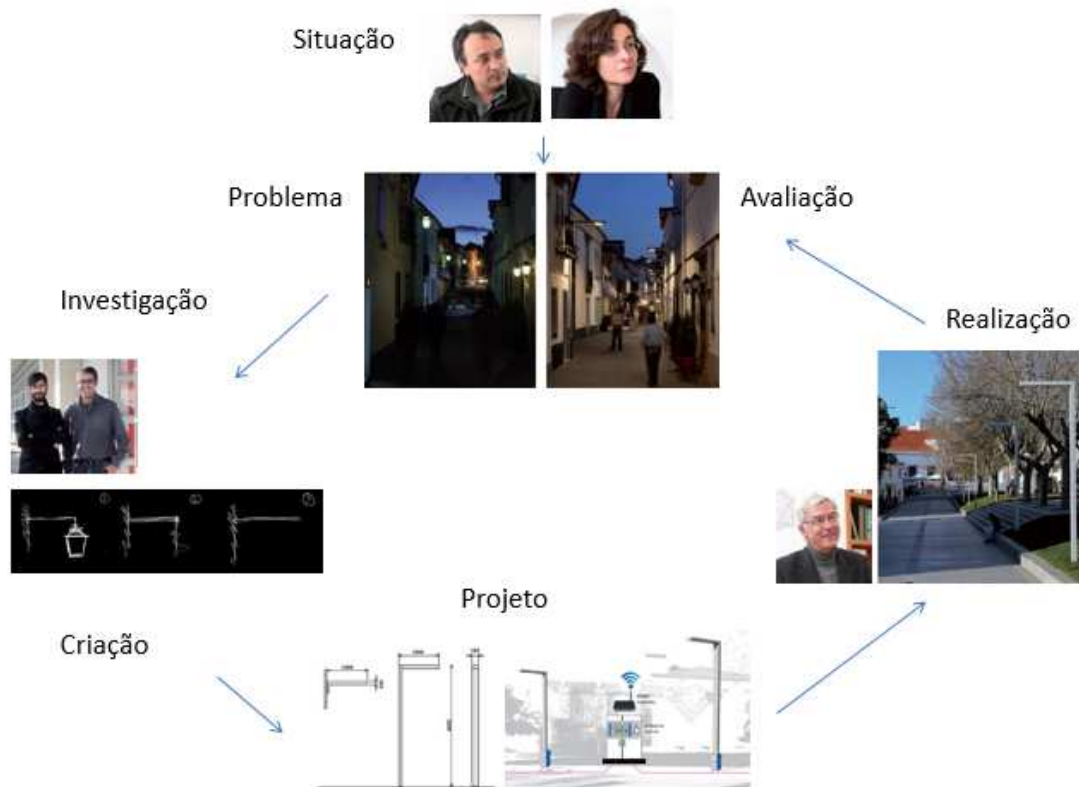 Situação
Problema
Avaliação
Investigação
Realização
Projeto
Criação